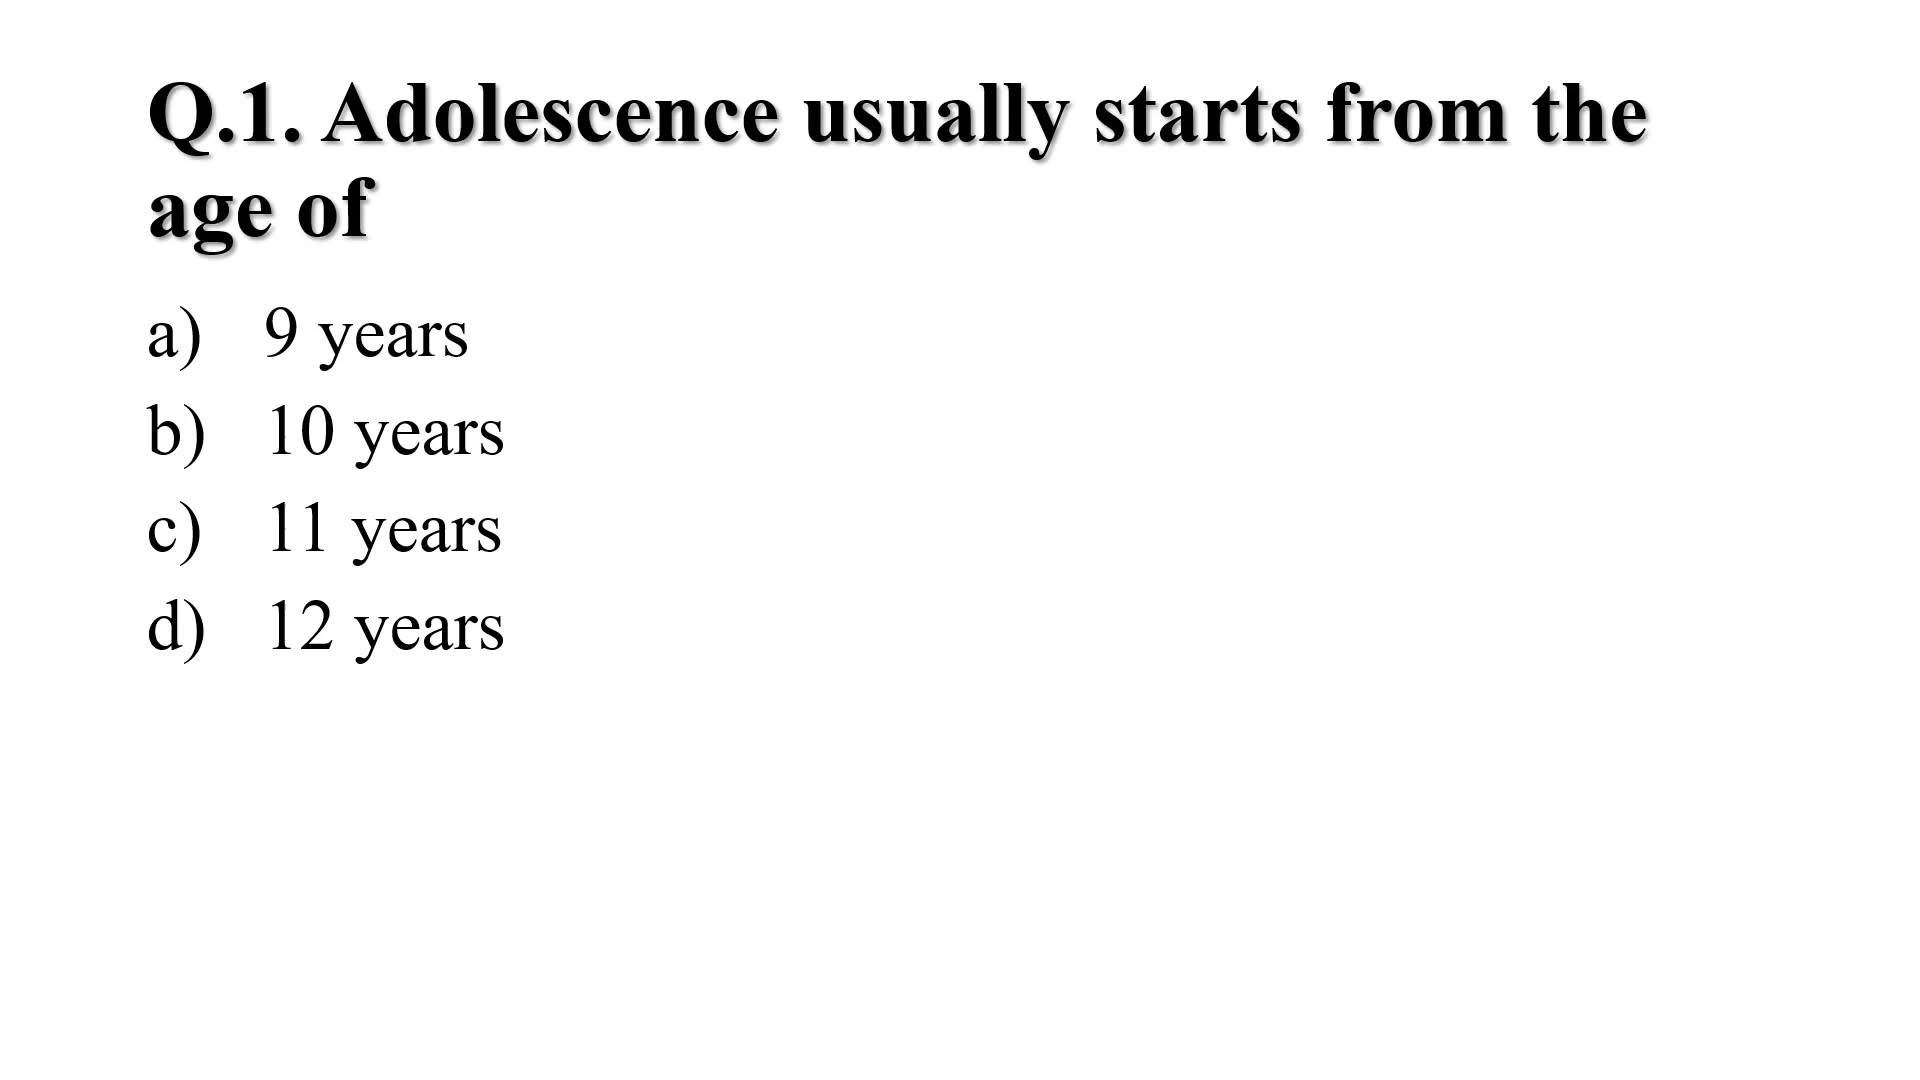 Q.1. Adolescence usually starts from the
age of
a) 9 years
b) 10 years
c) 11 years
d) 12 years